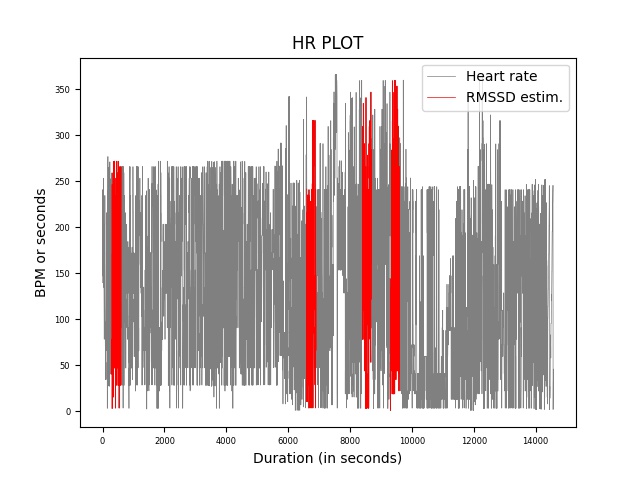 HR PLOT
Heart rate
RMSSD estim.
BPM or seconds
350
300
250
200
150
100
50
0
0 2000 4000 6000 8000 10000 12000 14000
Duration (in seconds)